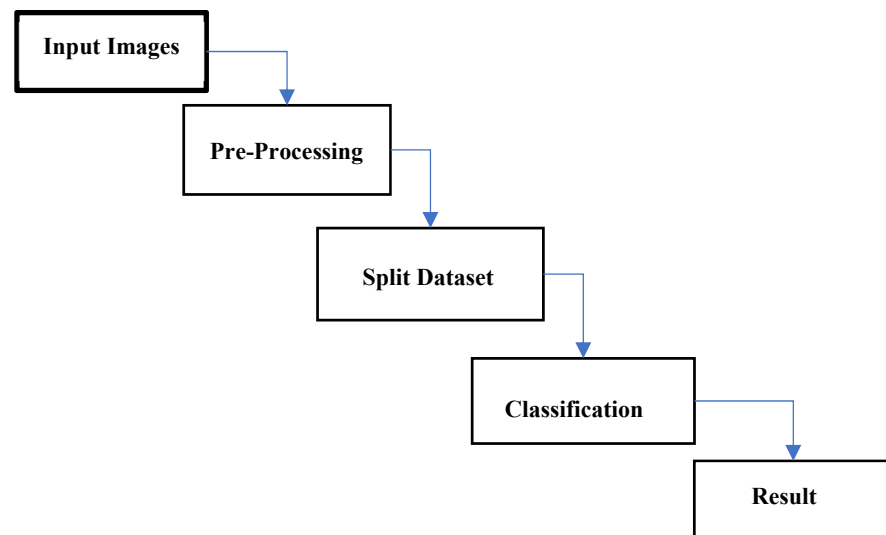 Input Images
Pre-Processing
Split Dataset
Classification
Result